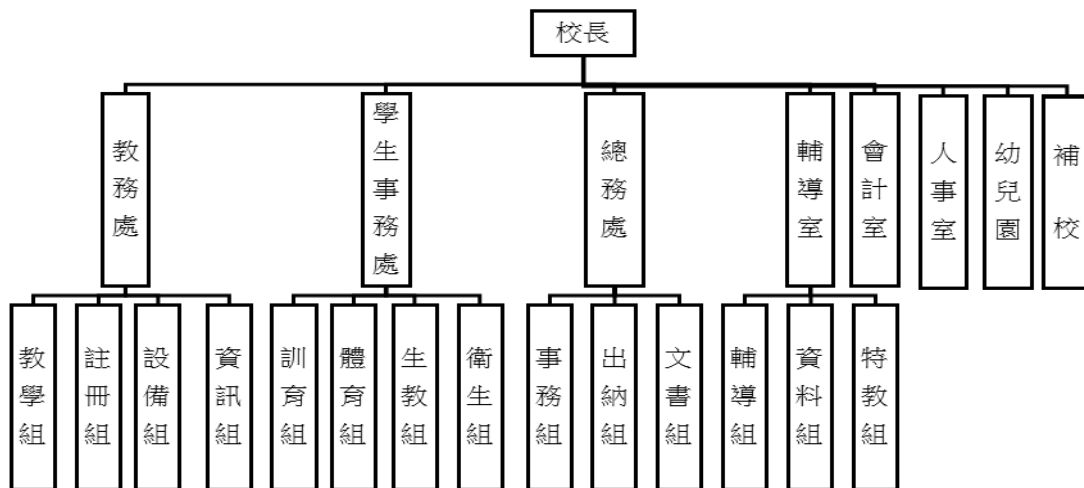 校長
教務處
學生事務處
總務處
輔導室
會計室
人事室
幼兒園
補校
教學組
註冊組
設備組
資訊組
訓育組
體育組
生教組
衛生組
事務組
出納組
文書組
輔導組
資料組
特教組